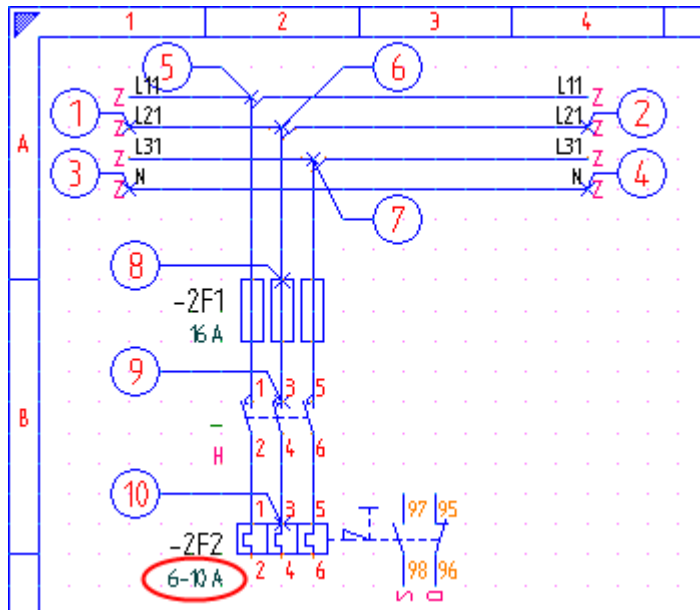 1 2 3 4
5 6
L11 L11
Z Z
1 L21 L21 2
Z Z
A
L31 L31
Z Z
3 N N 4
Z Z
7
8
-2F1
16 A
9
1 3 5
B
H
2 4 6
10
1 3 5
97 95
-2F2
6-10 A
2 4 6
98 96